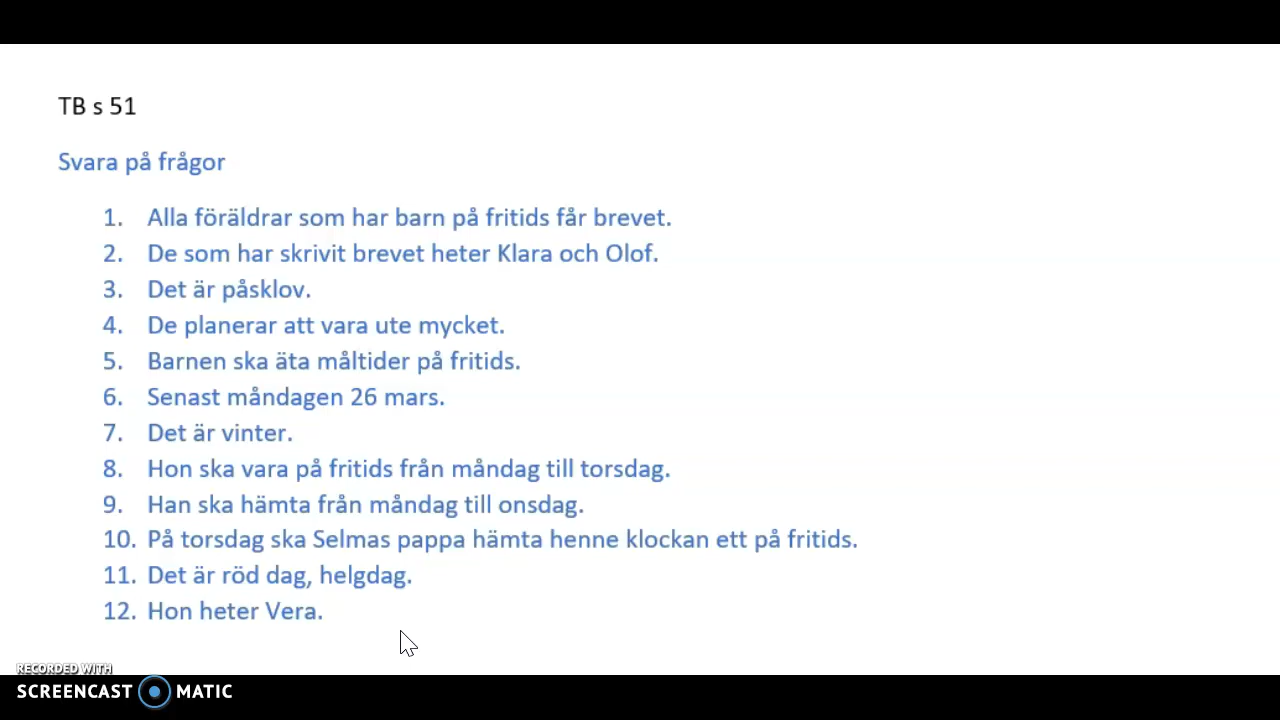 TB s 51
Svara på frågor
1. Alla föräldrar som har barn på fritids får brevet.
2. De som har skrivit brevet heter Klara och Olof.
3. Det är påsklov.
4. De planerar att vara ute mycket.
5. Barnen ska äta måltider på fritids.
6. Senast måndagen 26 mars.
7. Det är vinter.
8. Hon ska vara på fritids från måndag till torsdag.
9. Han ska hämta från måndag till onsdag.
10. På torsdag ska Selmas pappa hämta henne klockan ett på fritids.
11. Det är röd dag, helgdag.
12. Hon heter Vera.
RECORDED WITH
SCREENCAST MATIC